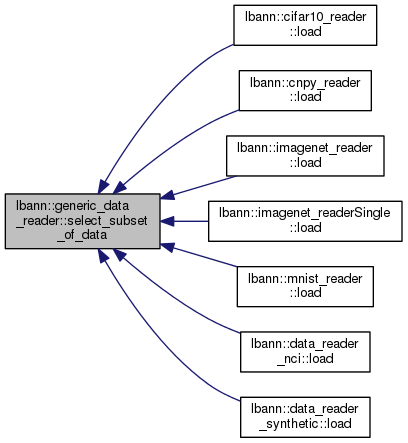 lbann::cifar10_reader
::load
lbann::cnpy_reader
::load
lbann::imagenet_reader
::load
lbann::generic_data
_reader::select_subset
_of_data
lbann::imagenet_readerSingle
::load
lbann::mnist_reader
::load
lbann::data_reader
_nci::load
lbann::data_reader
_synthetic::load